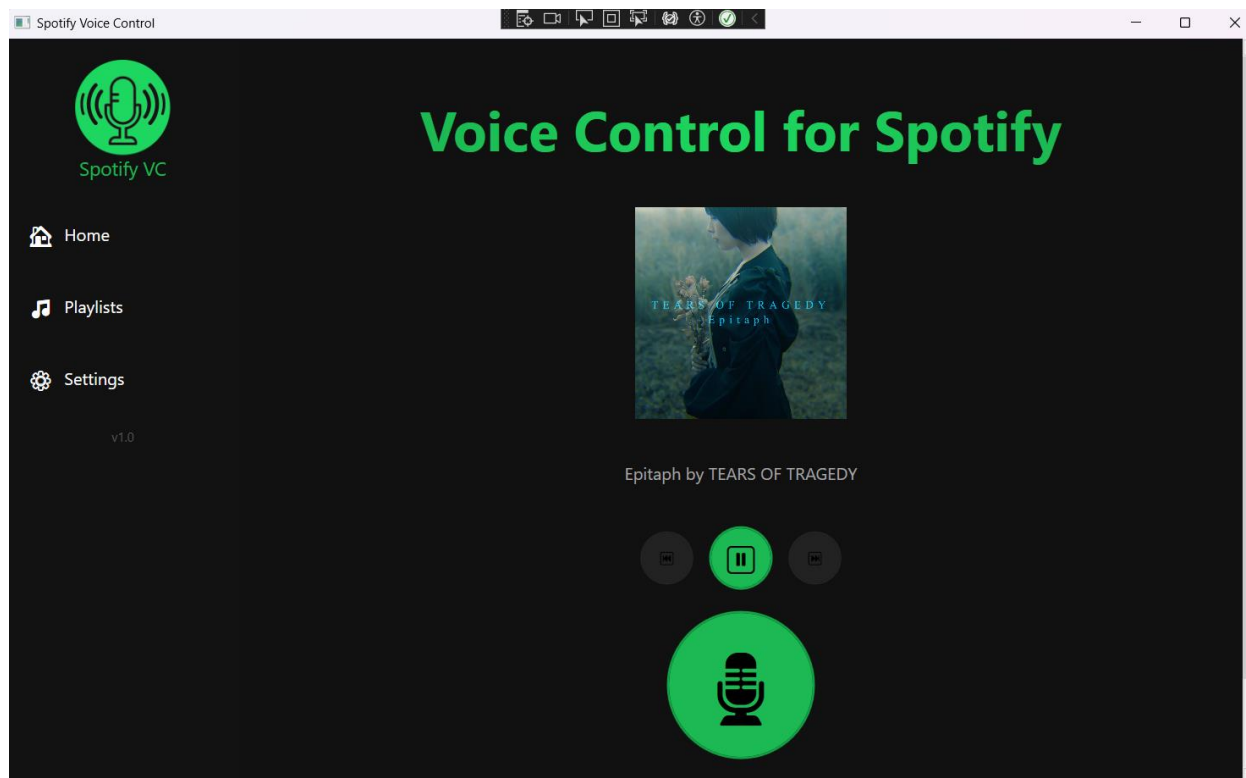 Spotify Voice Control
Spotify VC
Home
Playlists
Settings
v1.0
Voice Control for Spotify
TEARS OF TRAGEDY
Epitaph
Epitaph by TEARS OF TRAGEDY